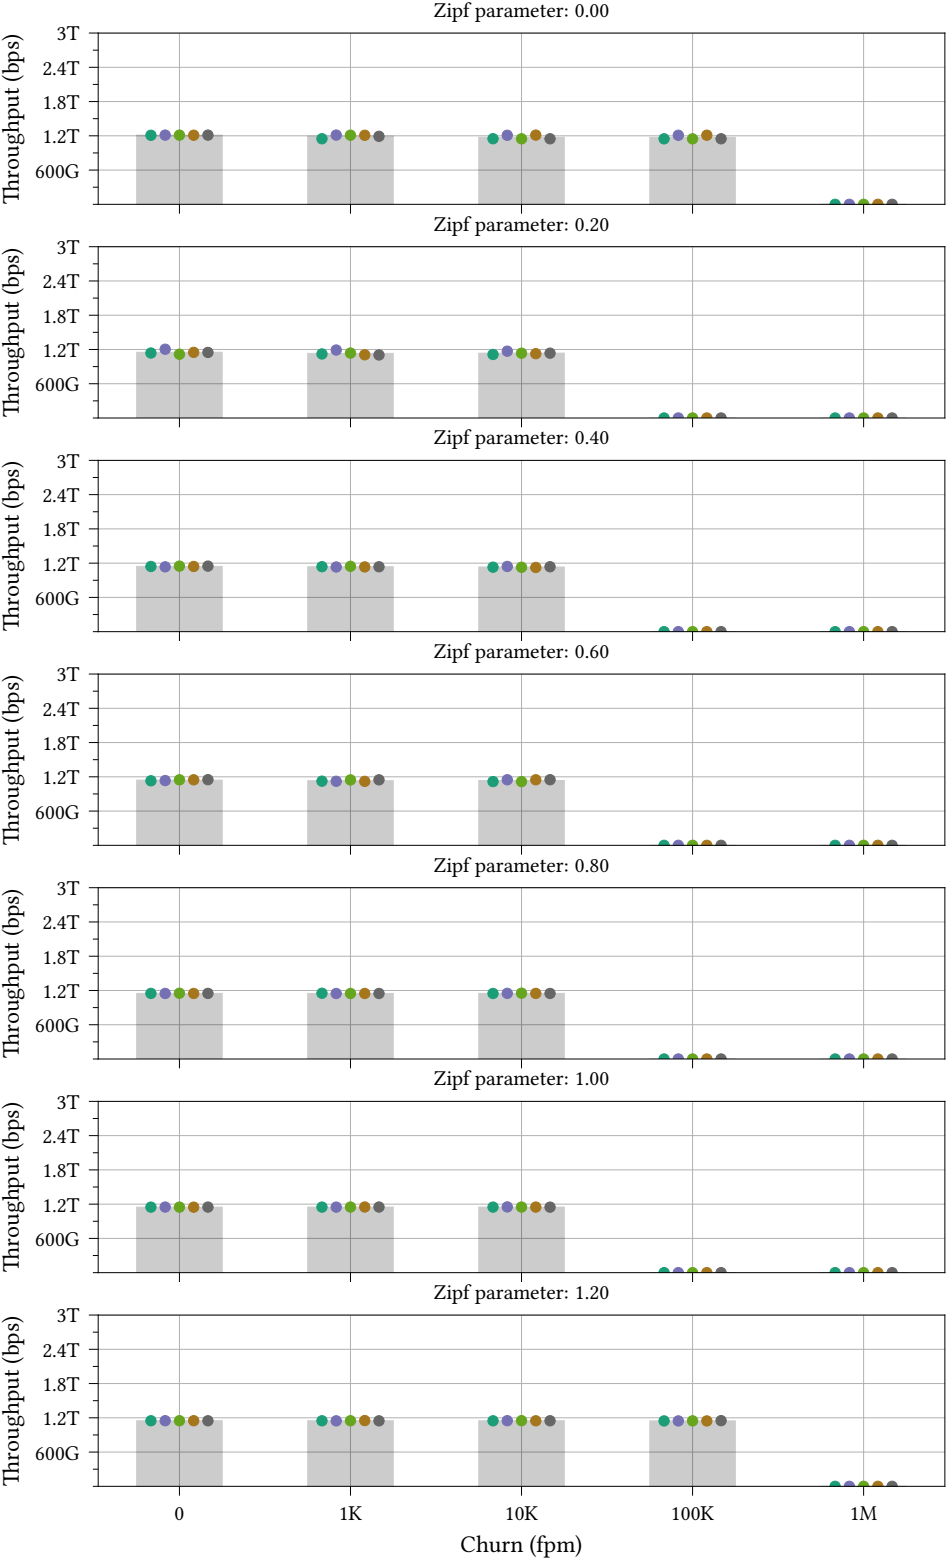 Zipf parameter: 0.00
Throughput (bps)
3T
2.4T
1.8T
1.2T
600G
Zipf parameter: 0.20
Throughput (bps)
3T
2.4T
1.8T
1.2T
600G
Zipf parameter: 0.40
Throughput (bps)
3T
2.4T
1.8T
1.2T
600G
Zipf parameter: 0.60
Throughput (bps)
3T
2.4T
1.8T
1.2T
600G
Zipf parameter: 0.80
Throughput (bps)
3T
2.4T
1.8T
1.2T
600G
Zipf parameter: 1.00
Throughput (bps)
3T
2.4T
1.8T
1.2T
600G
Zipf parameter: 1.20
Throughput (bps)
3T
2.4T
1.8T
1.2T
600G
0 1K 10K 100K 1M
Churn (fpm)